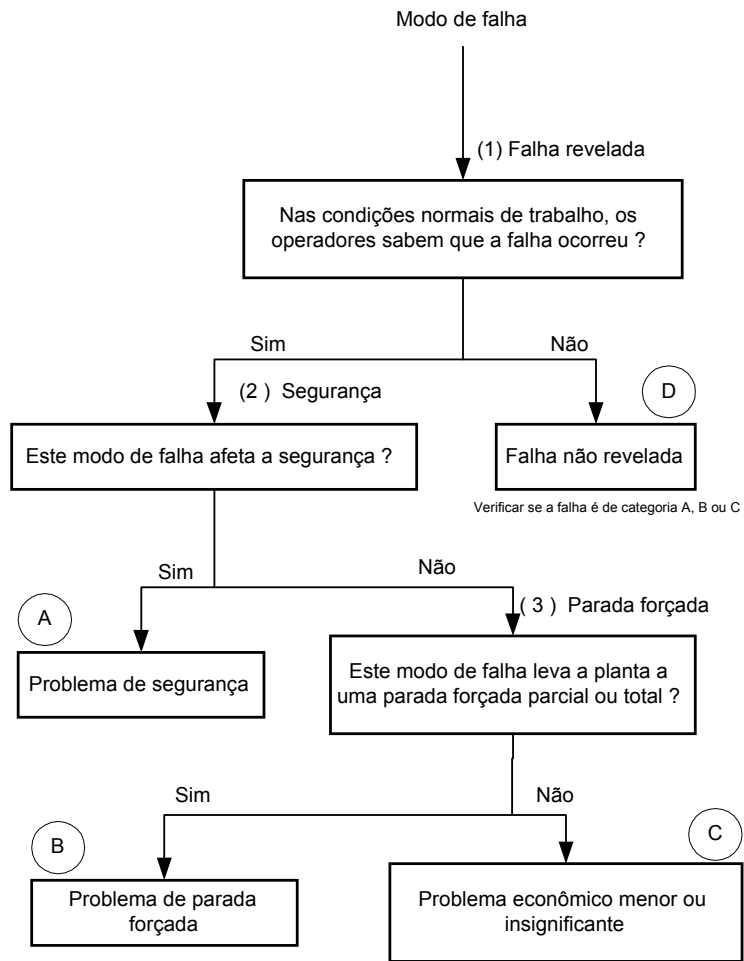 Modo de falha
(1) Falha revelada
Nas condições normais de trabalho, os
operadores sabem que a falha ocorreu ?
Sim
Não
(2 )  Segurança
D
Este modo de falha afeta a segurança ?
Falha não revelada
Verificar se a falha é de categoria A, B ou C
Sim
Não
A
( 3 )  Parada forçada
Problema de segurança
Este modo de falha leva a planta a
uma parada forçada parcial ou total ?
Sim
Não
B
C
Problema de parada
forçada
Problema econômico menor ou
insignificante